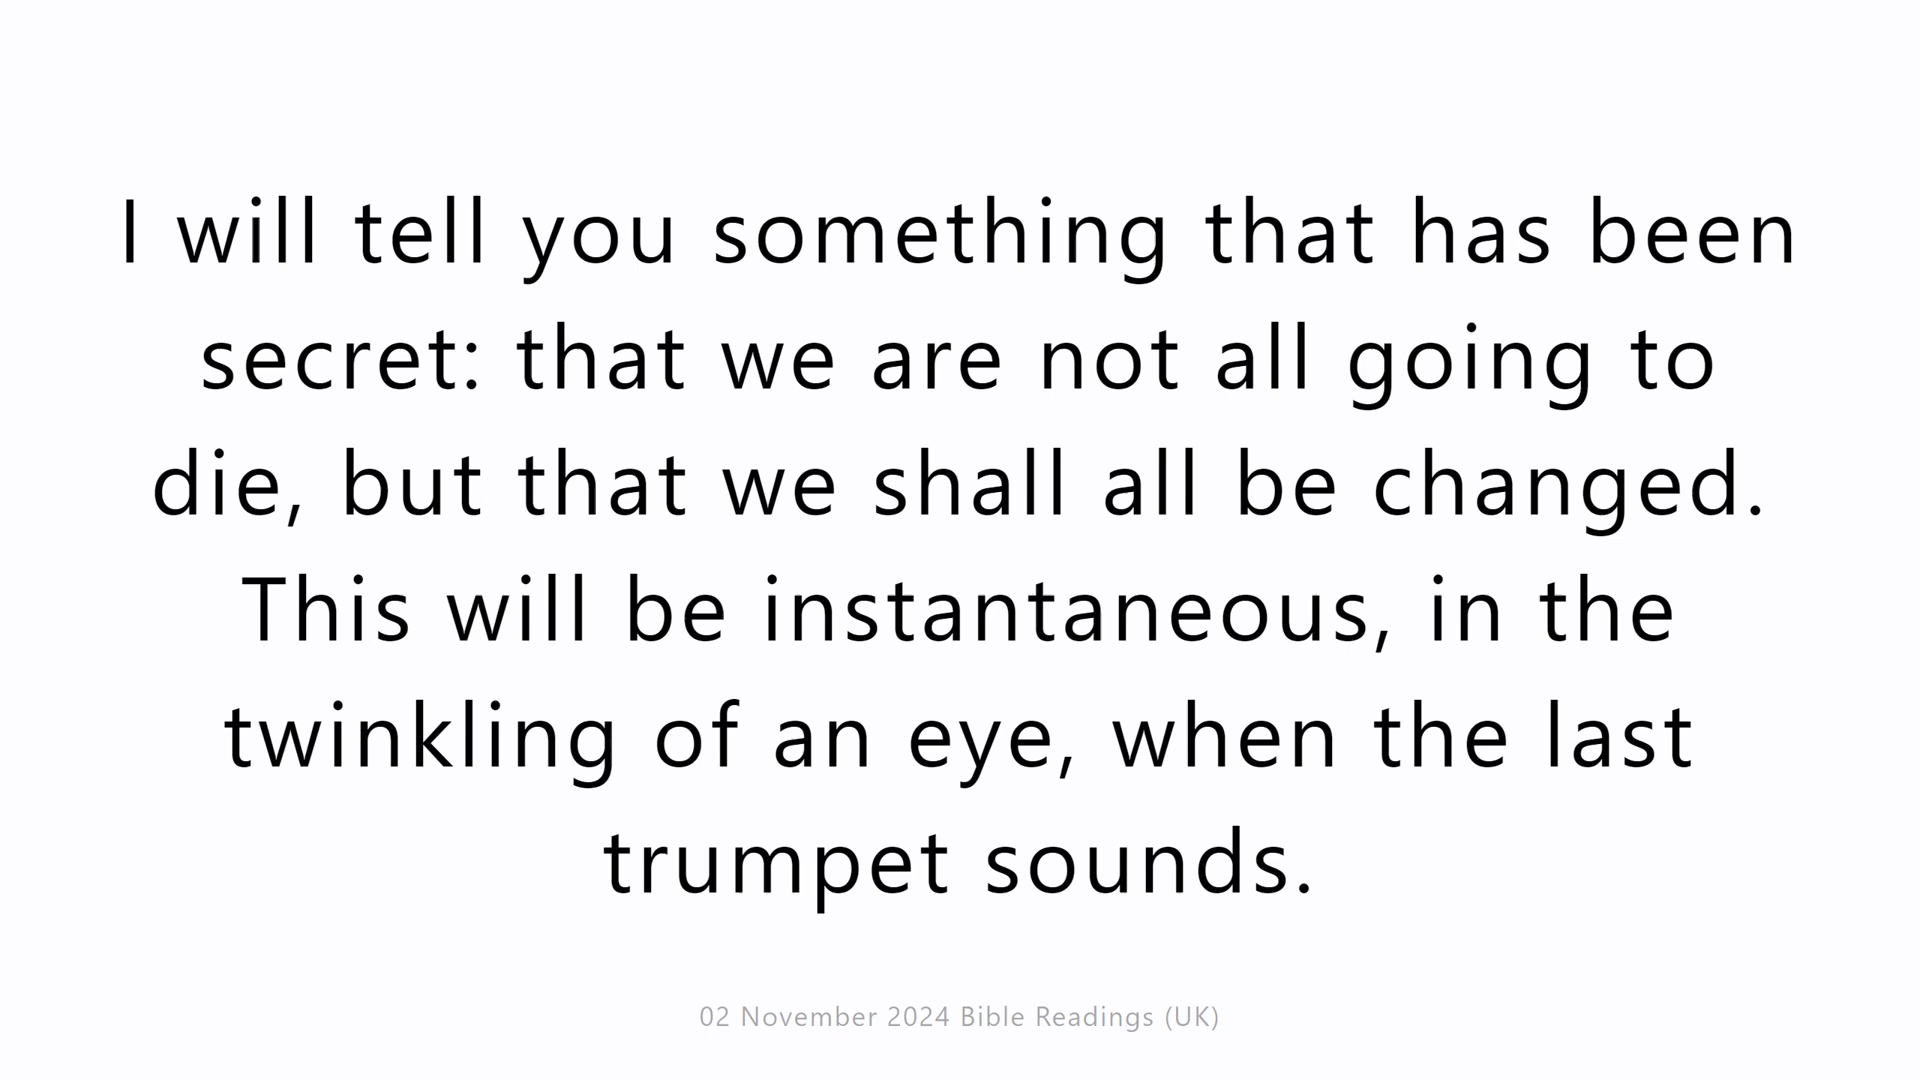 I will tell you something that has been
secret: that we are not all going to
die, but that we shall all be changed.
This will be instantaneous, in the
twinkling of an eye, when the last
trumpet sounds.
02 November 2024 Bible Readings (UK)